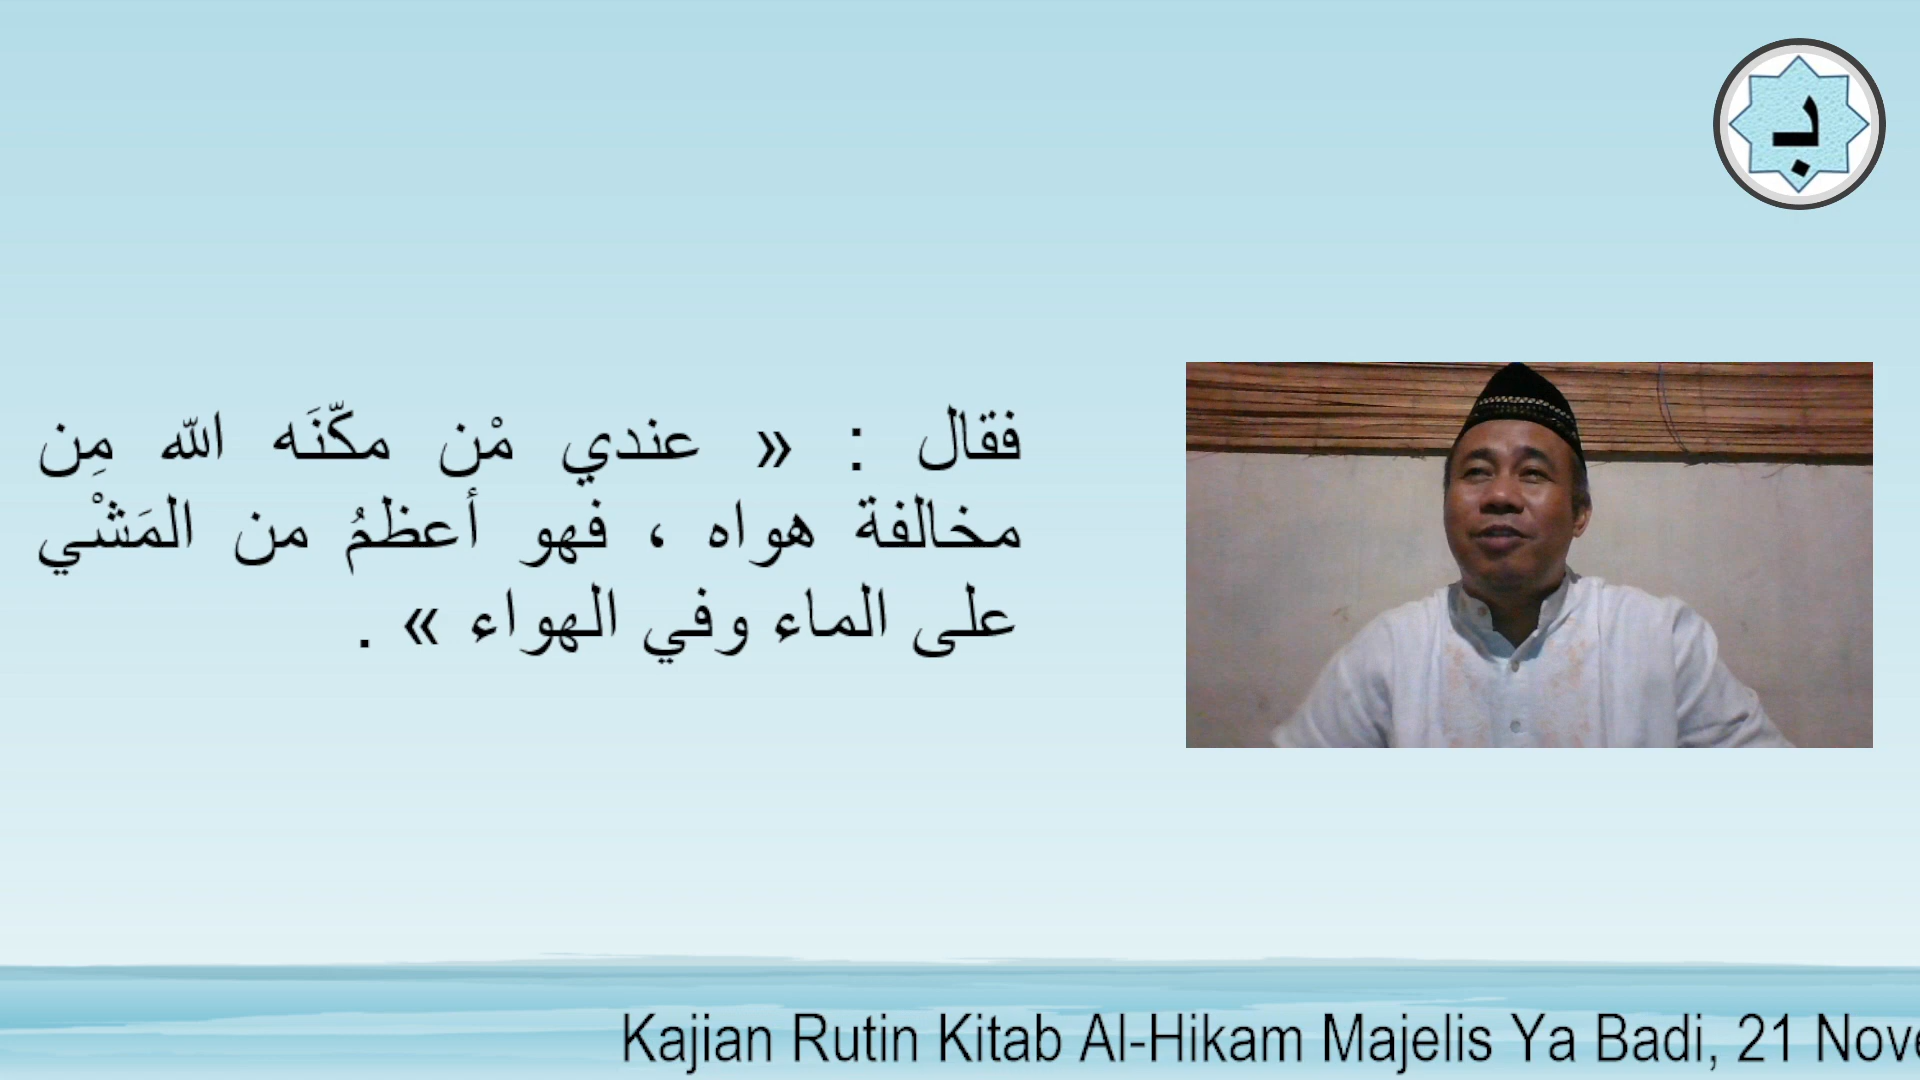 فقال : « عندي مْن مكّنَه الله مِن
مخالفة هواه ، فهو أعظمُ من المَشْي
على الماء وفي الهواء » .
Kajian Rutin Kitab Al-Hikam Majelis Ya Badi, 21 Nove